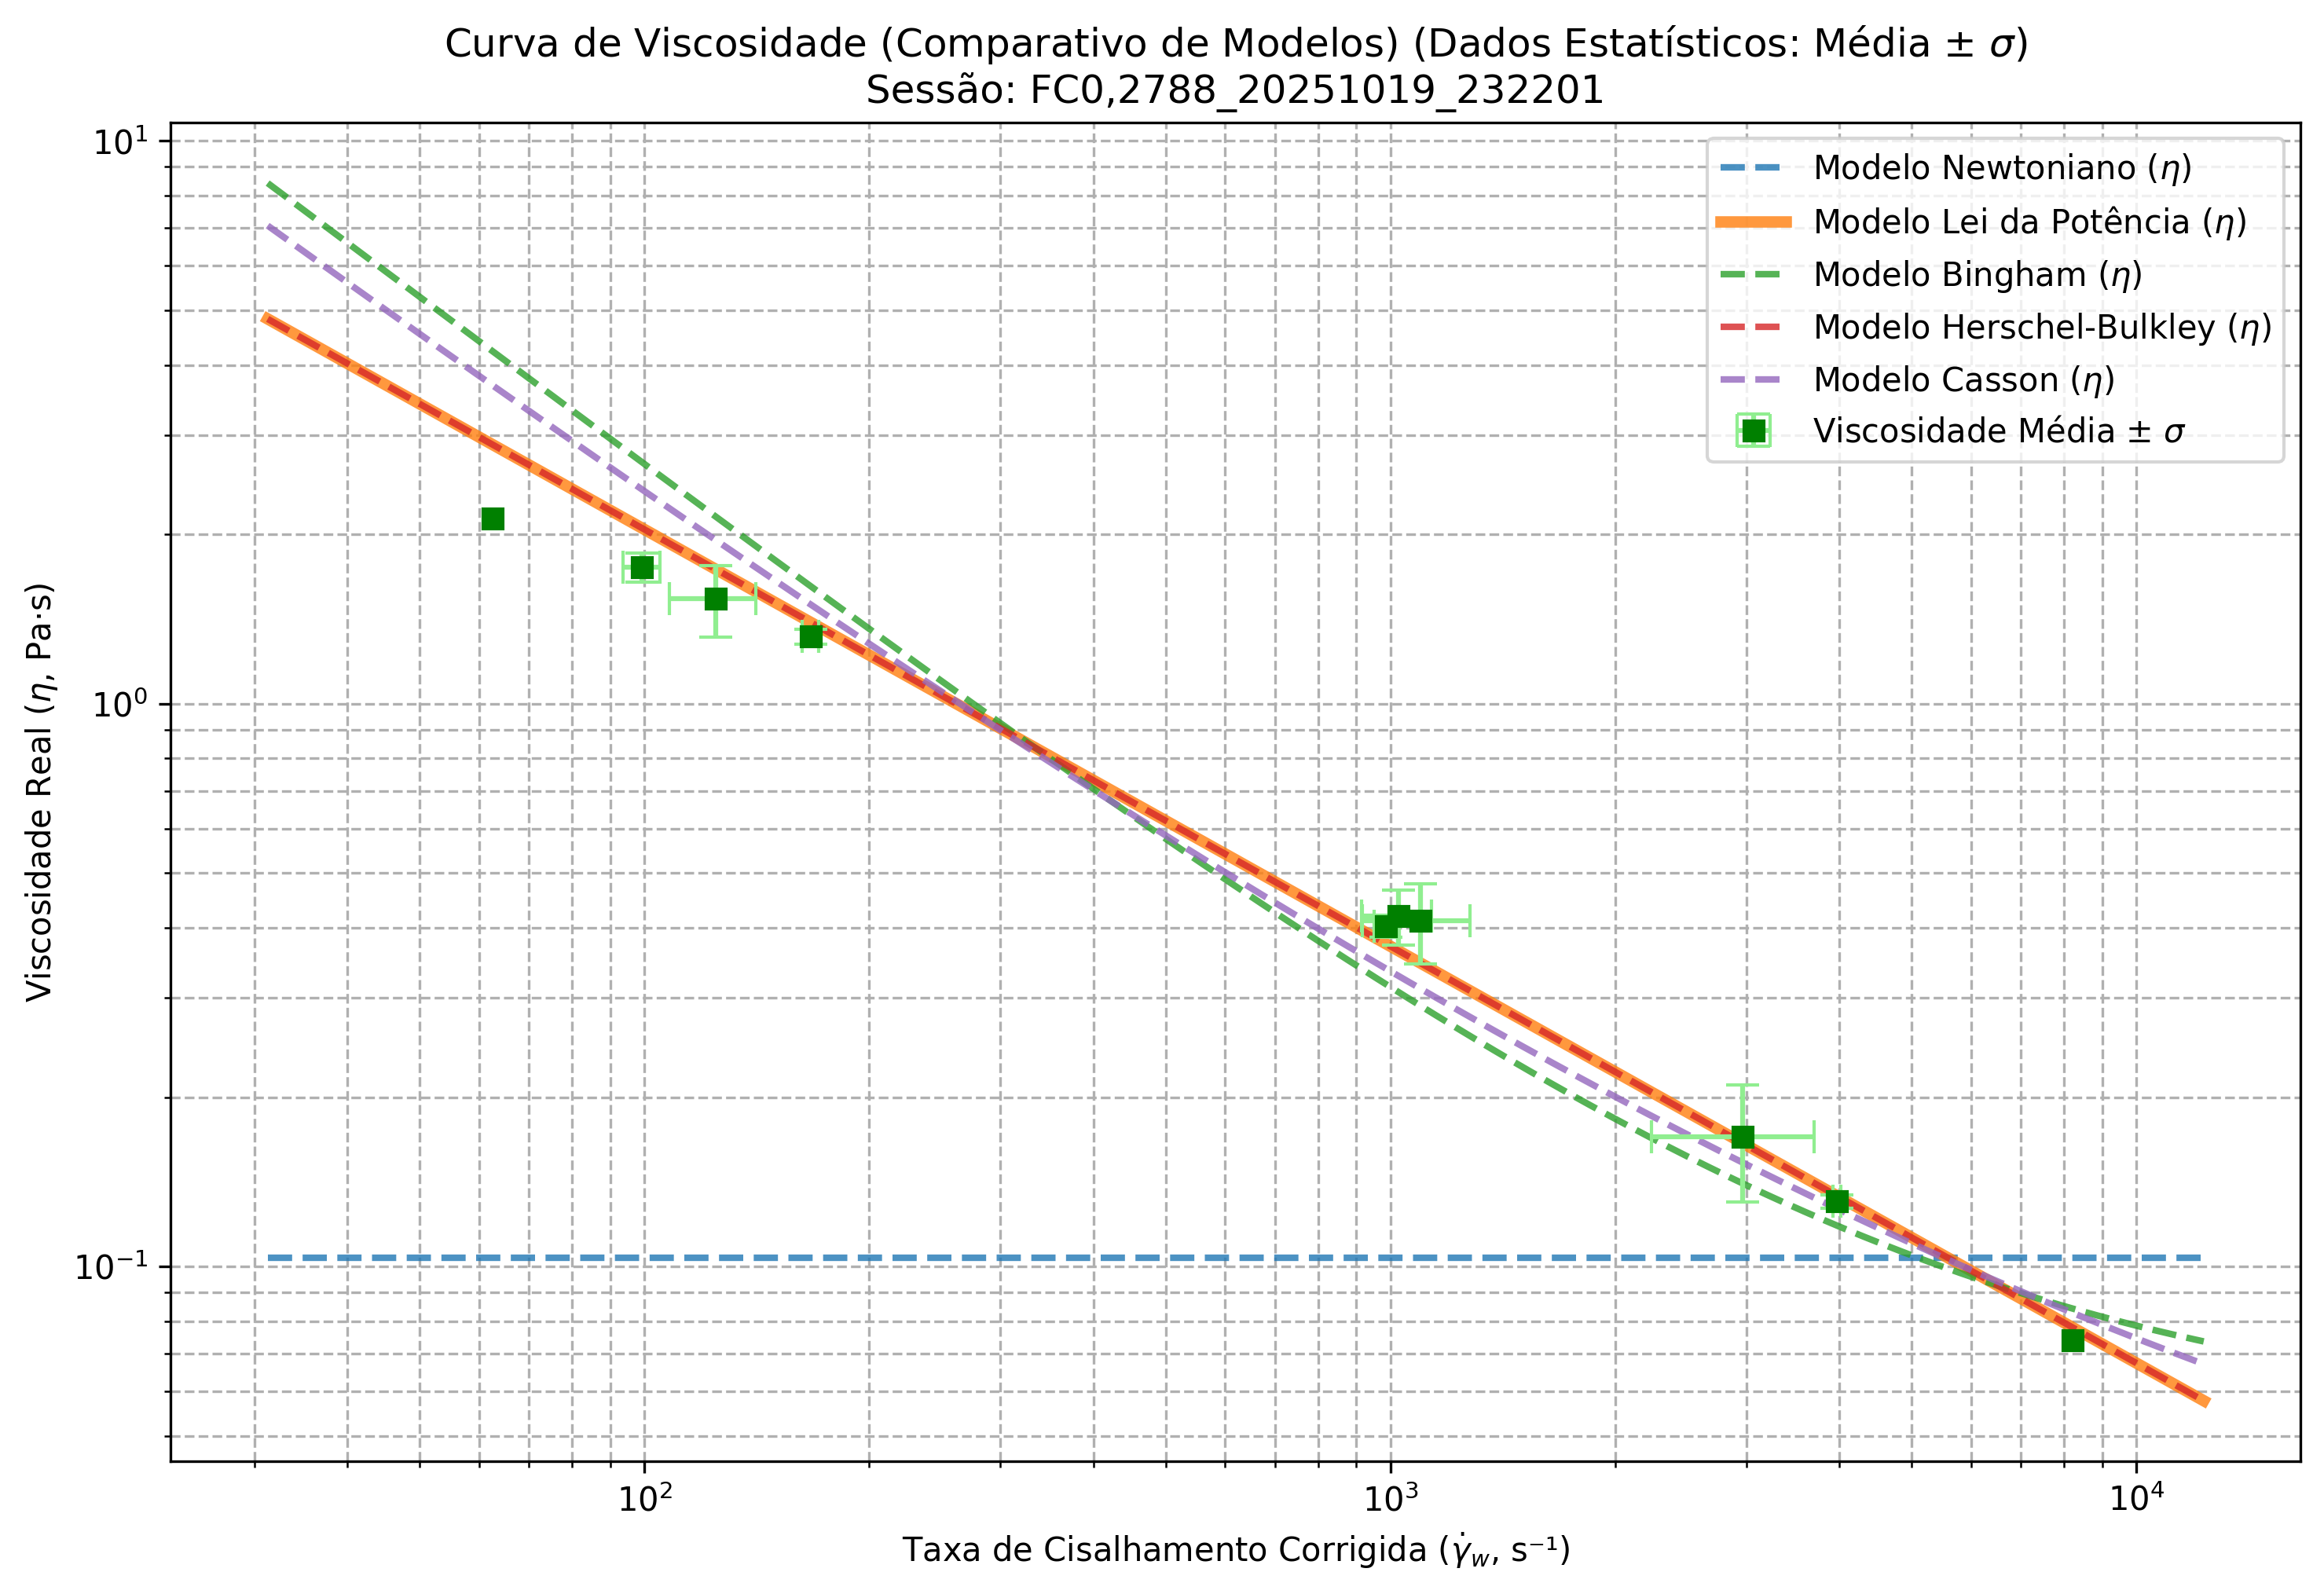 Curva de Viscosidade (Comparativo de Modelos) (Dados Estatísticos: Média ± σ)
Sessão: FC0,2788_20251019_232201
Viscosidade Real (η, Pa·s)
10¹
10⁰
10⁻¹
Modelo Newtoniano (η)
Modelo Lei da Potência (η)
Modelo Bingham (η)
Modelo Herschel-Bulkley (η)
Modelo Casson (η)
Viscosidade Média ± σ
10² 10³ 10⁴
Taxa de Cisalhamento Corrigida (γ̇w, s⁻¹)